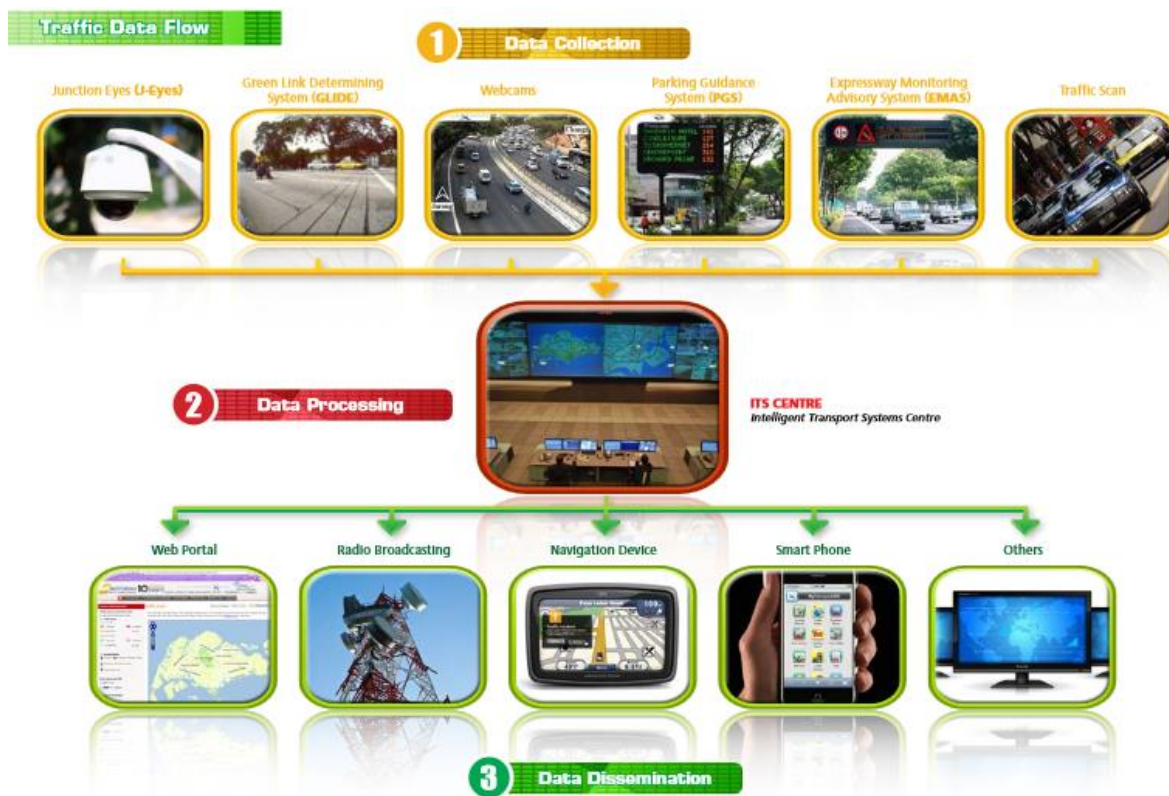 Traffic Data Flow
1 Data Collection
Junction Eyes (J-Eyes)
Green Link Determining
System (GLIDE)
Webcams
Parking Guidance
System (PGS)
Expressway Monitoring
Advisory System (EMAS)
Traffic Scan
2 Data Processing
ITS CENTRE
Intelligent Transport Systems Centre
Web Portal
Radio Broadcasting
Navigation Device
Smart Phone
Others
3 Data Dissemination